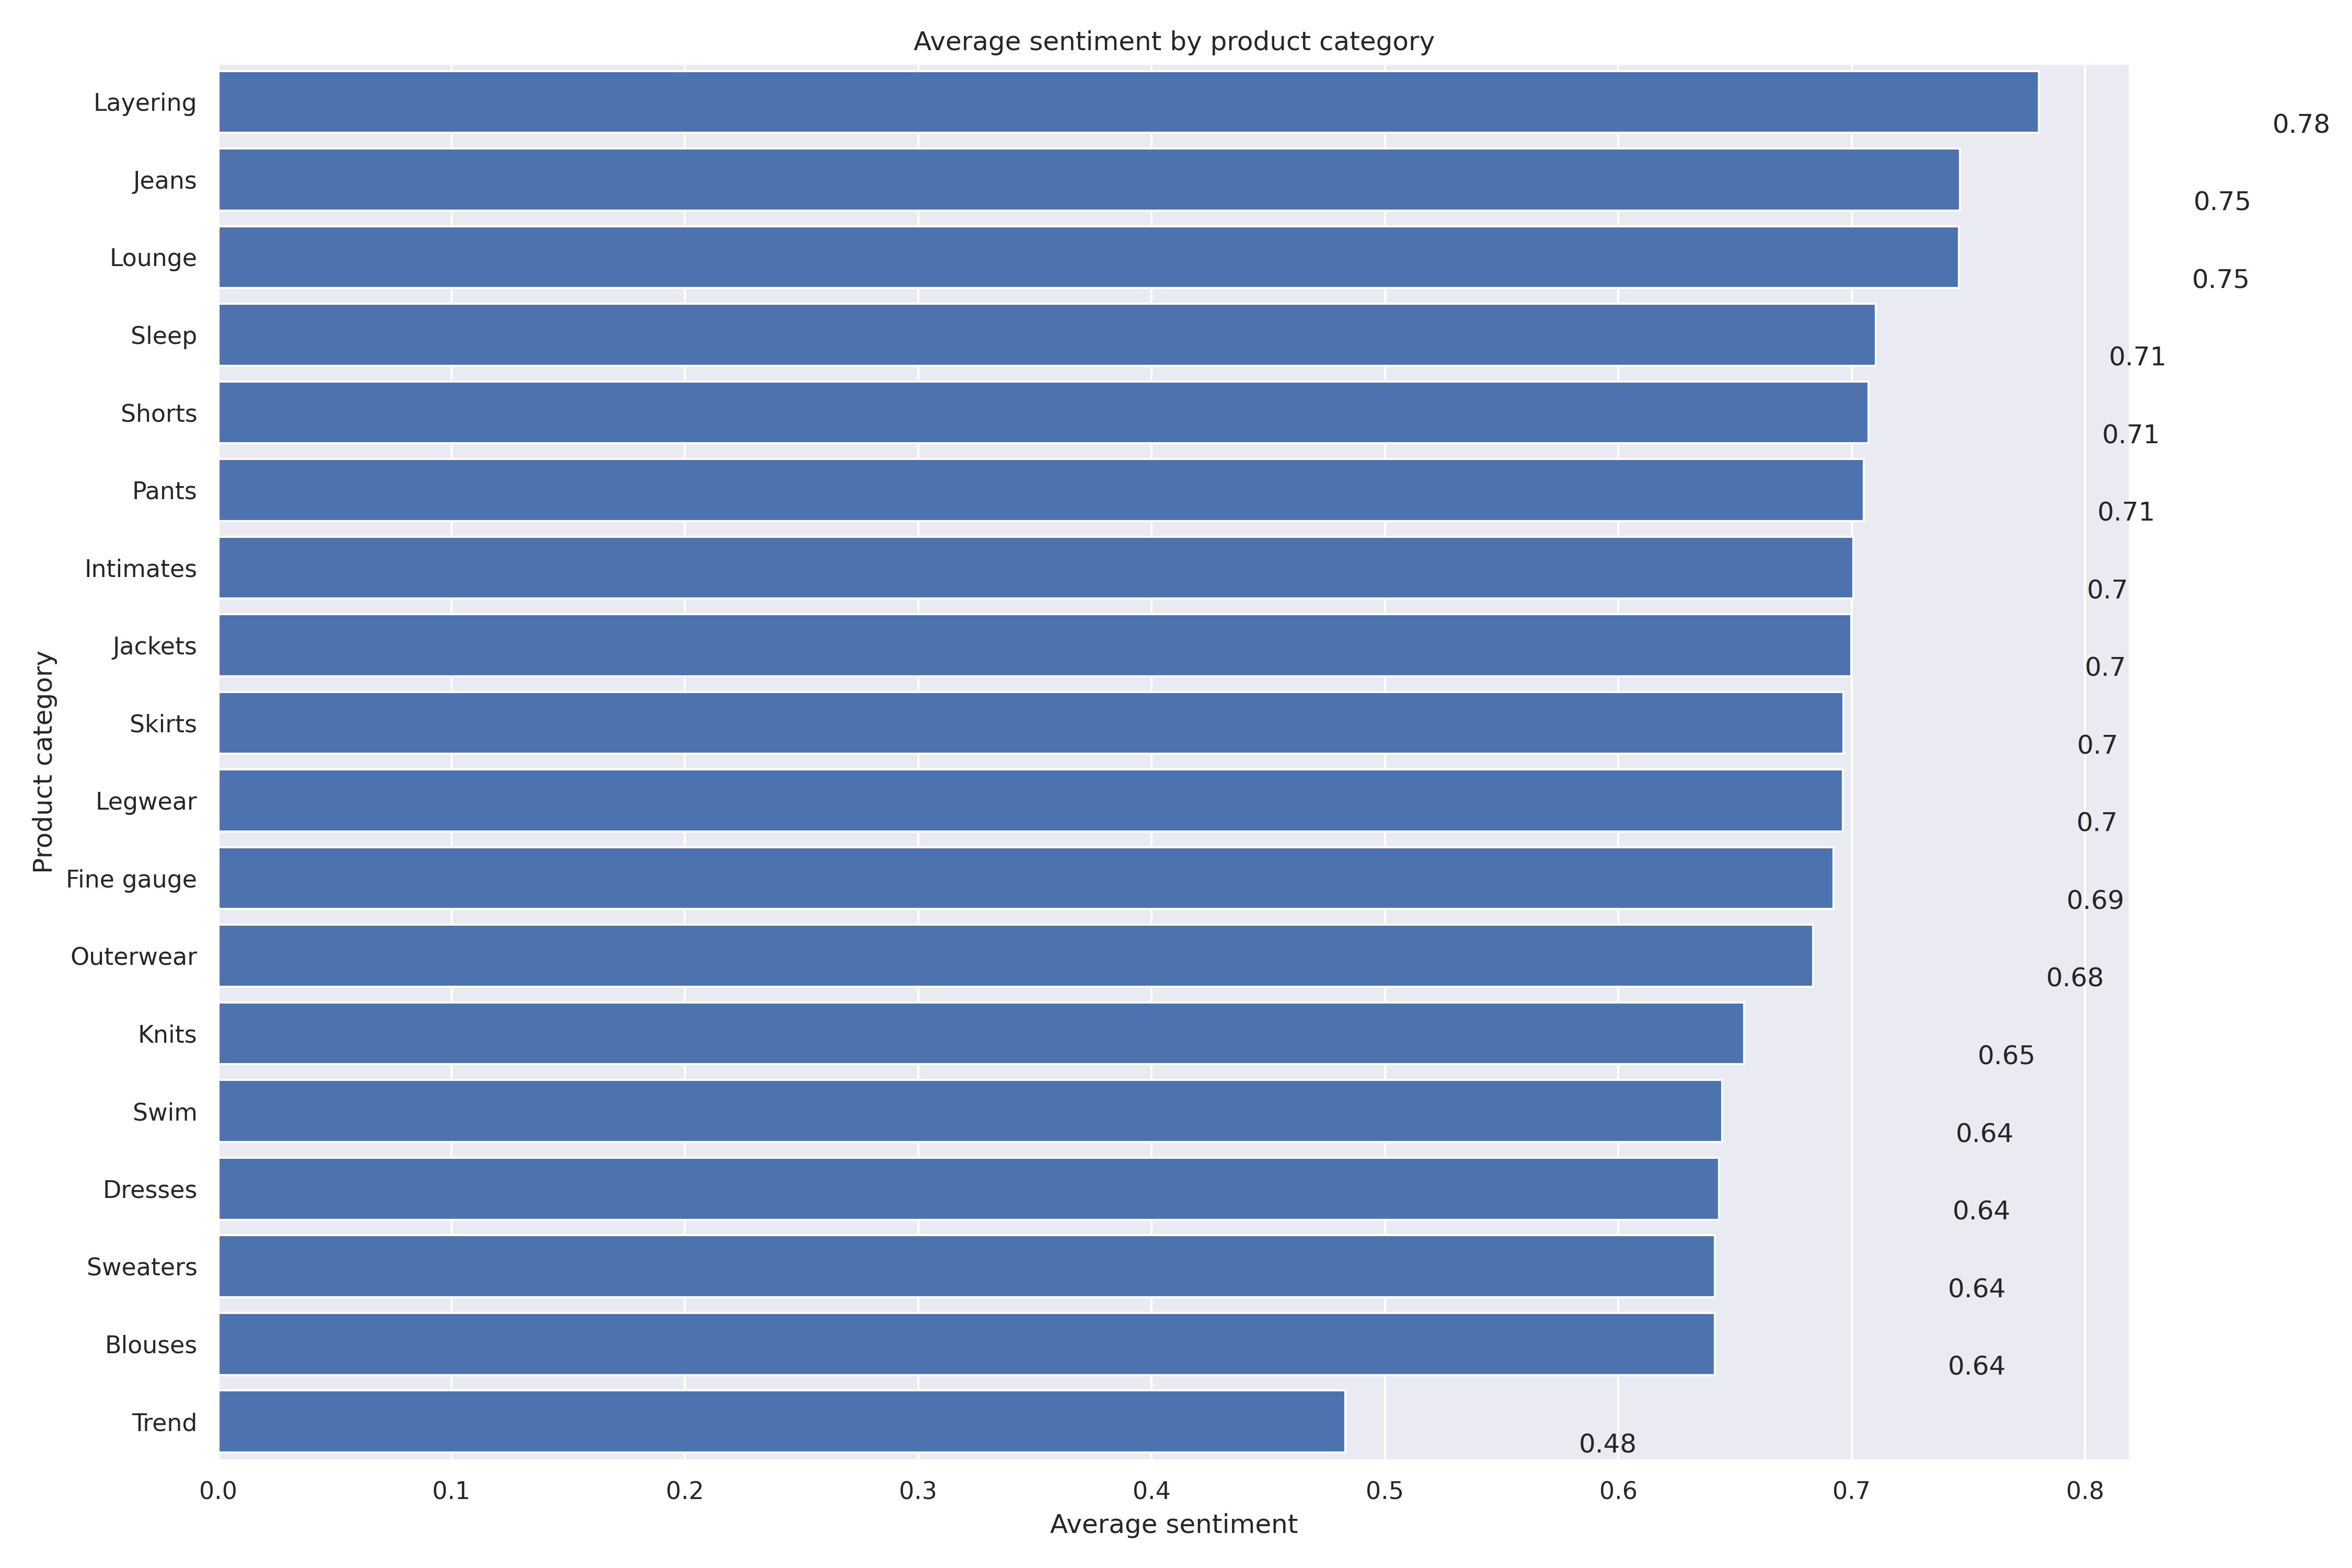 Average sentiment by product category
Layering 0.78
Jeans 0.75
Lounge 0.75
Sleep 0.71
Shorts 0.71
Pants 0.71
Intimates 0.7
Jackets 0.7
Skirts 0.7
Legwear 0.7
Fine gauge 0.69
Outerwear 0.68
Knits 0.65
Swim 0.64
Dresses 0.64
Sweaters 0.64
Blouses 0.64
Trend 0.48
Product category
0.0 0.1 0.2 0.3 0.4 0.5 0.6 0.7 0.8
Average sentiment